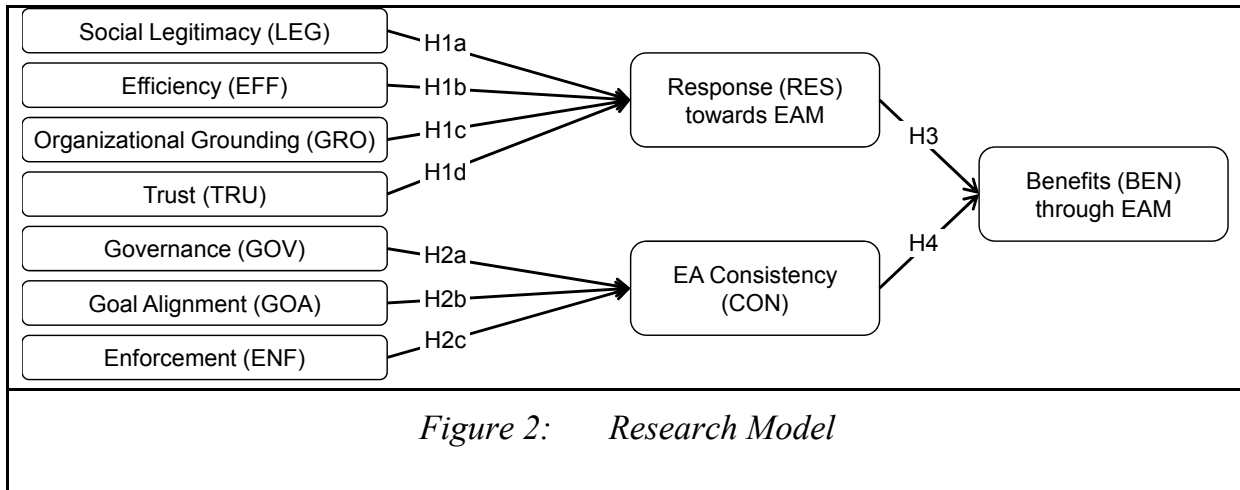 Social Legitimacy (LEG)
Efficiency (EFF)
Organizational Grounding (GRO)
Trust (TRU)
Governance (GOV)
Goal Alignment (GOA)
Enforcement (ENF)
H1a
H1b
H1c
H1d
H2a
H2b
H2c
Response (RES)
towards EAM
EA Consistency
(CON)
H3
H4
Benefits (BEN)
through EAM
Figure 2: Research Model